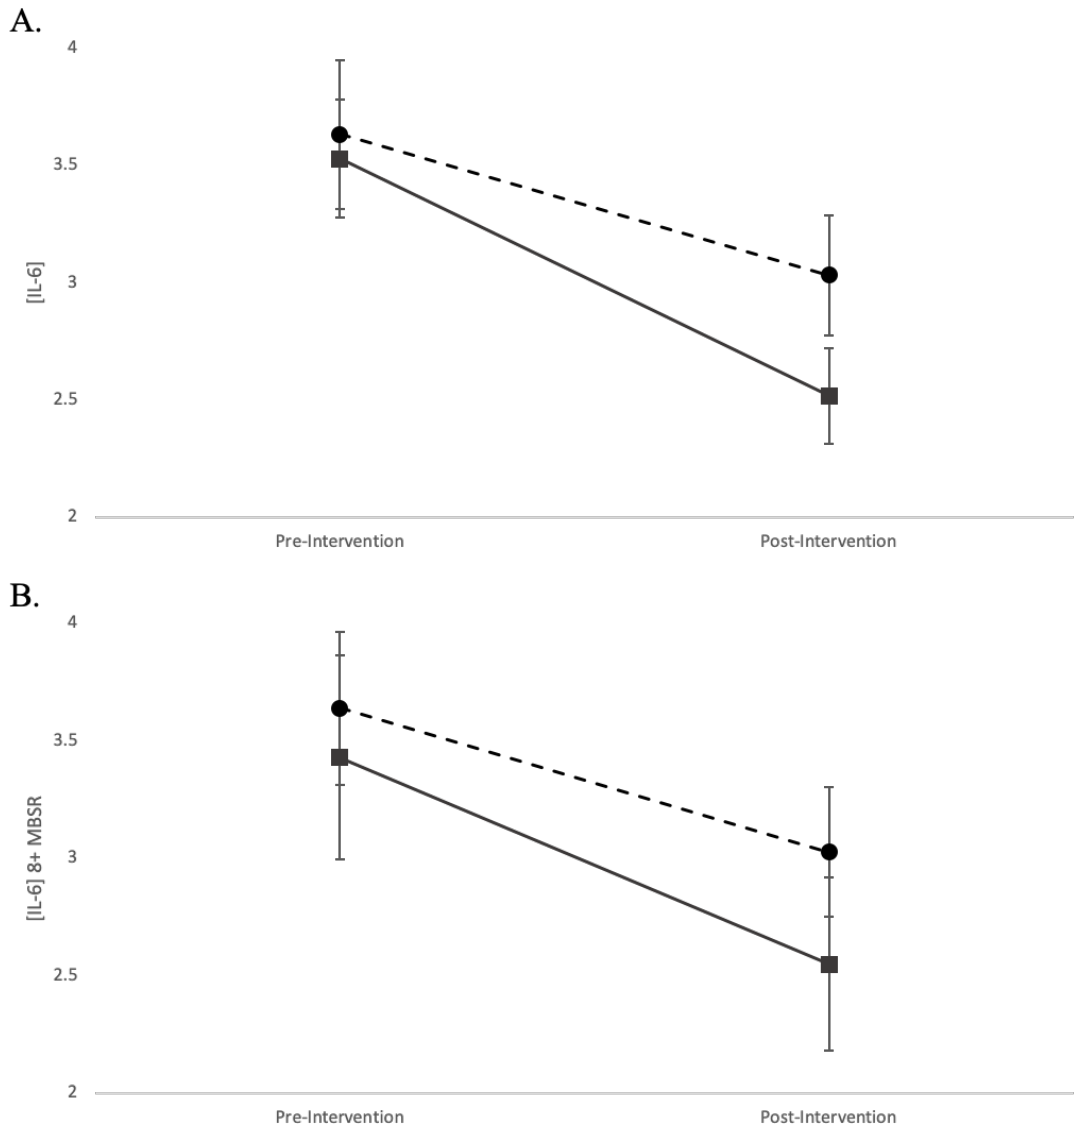 A.
4
3.5
3
2.5
2
[IL-6]
Pre-Intervention Post-Intervention
B.
4
3.5
3
2.5
2
[IL-6] 8+ MBSR
Pre-Intervention Post-Intervention